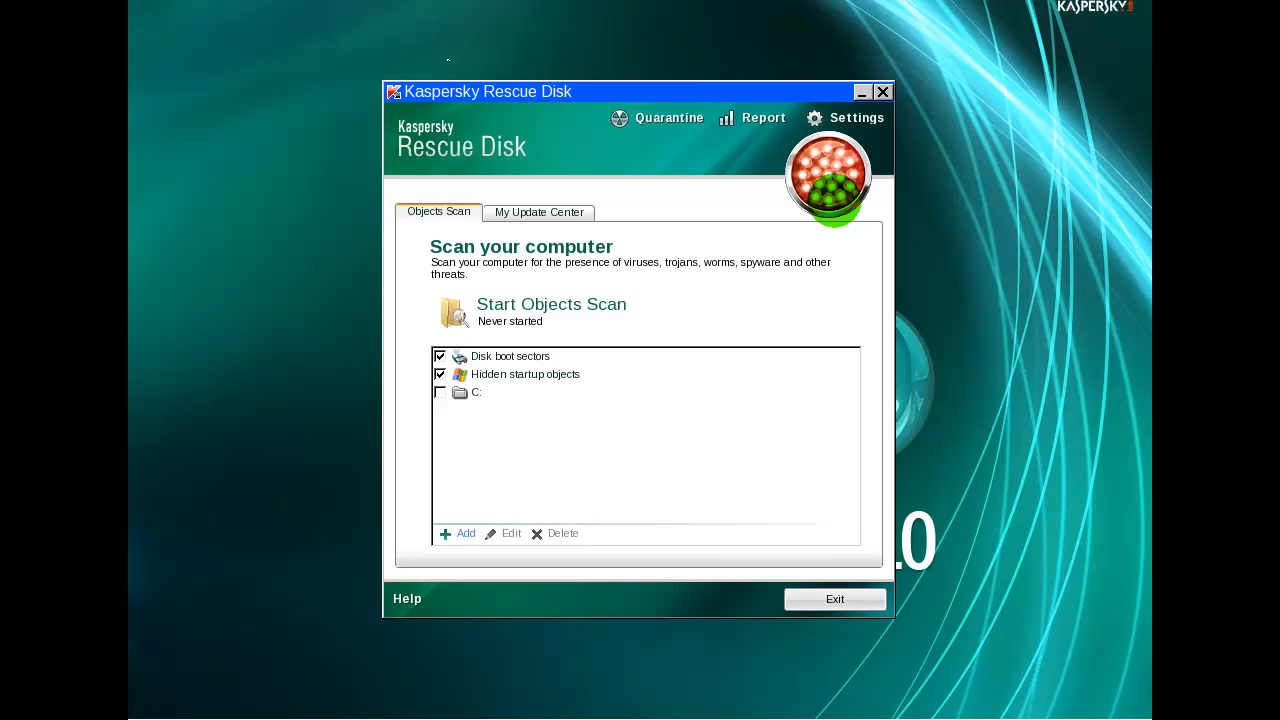 KASPERSKY
Kaspersky Rescue Disk
Quarantine Report Settings
Kaspersky
Rescue Disk
Objects Scan My Update Center
Scan your computer
Scan your computer for the presence of viruses, trojans, worms, spyware and other
threats.
Start Objects Scan
Never started
Disk boot sectors
Hidden startup objects
C:
Add Edit Delete
10
Help Exit